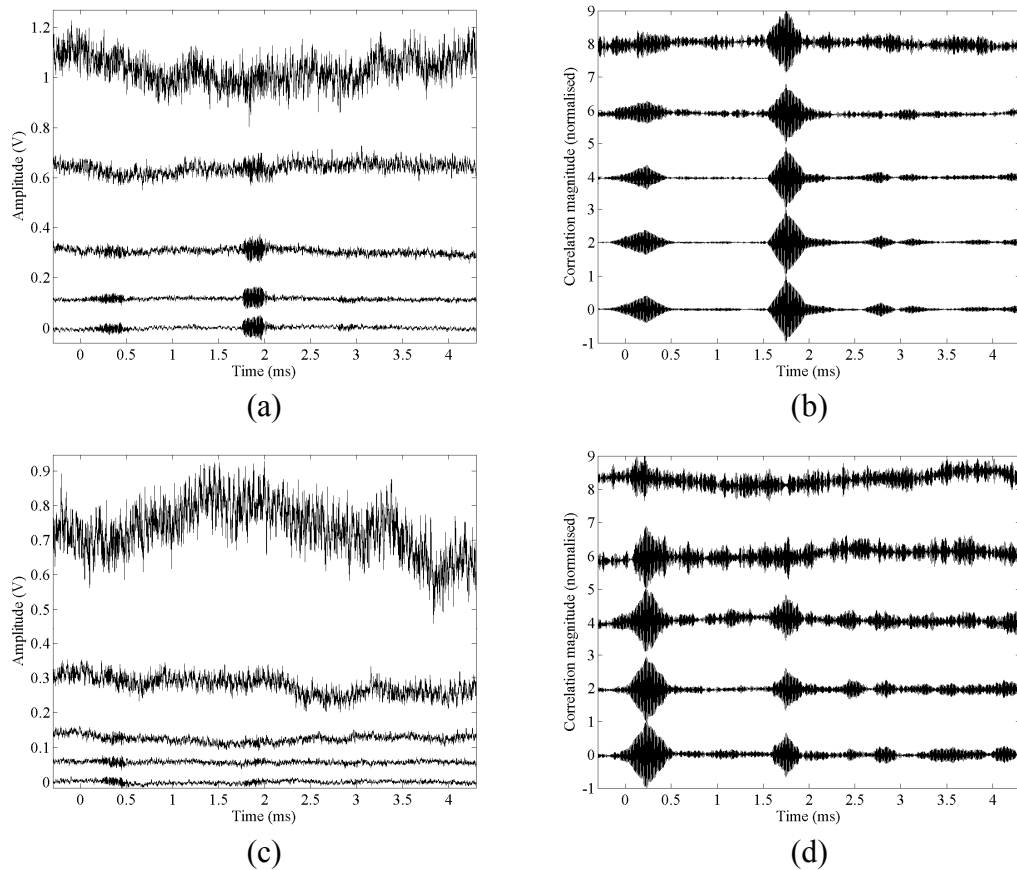 1.2
1
0.8
0.6
0.4
0.2
0
Amplitude (V)
0 0.5 1 1.5 2 2.5 3 3.5 4
Time (ms)
(a)
9
8
7
6
5
4
3
2
1
0
-1
Correlation magnitude (normalised)
0 0.5 1 1.5 2 2.5 3 3.5 4
Time (ms)
(b)
0.9
0.8
0.7
0.6
0.5
0.4
0.3
0.2
0.1
0
Amplitude (V)
0 0.5 1 1.5 2 2.5 3 3.5 4
Time (ms)
(c)
9
8
7
6
5
4
3
2
1
0
-1
Correlation magnitude (normalised)
0 0.5 1 1.5 2 2.5 3 3.5 4
Time (ms)
(d)